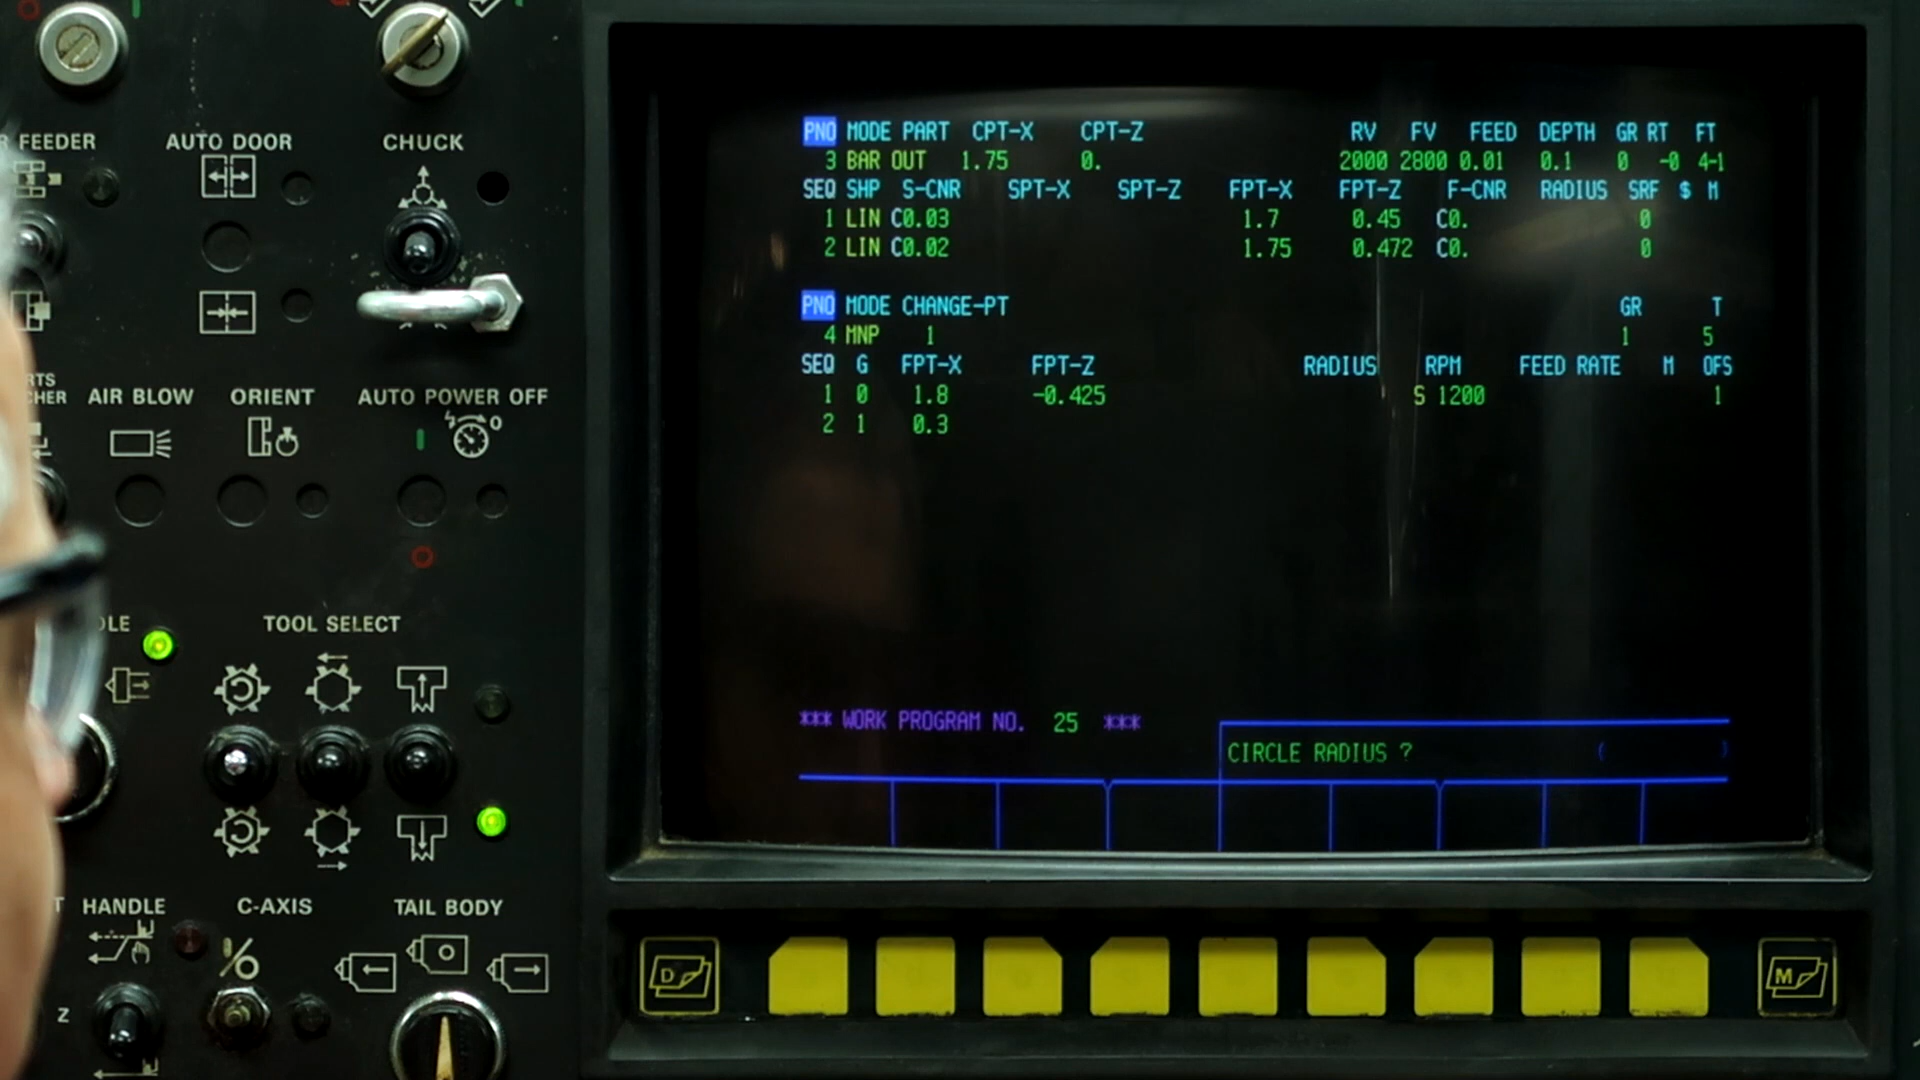 R FEEDER AUTO DOOR CHUCK
AIR BLOW ORIENT AUTO POWER OFF
TOOL SELECT
HANDLE C-AXIS TAIL BODY
Z
PNO MODE PART CPT-X CPT-Z RV FV FEED DEPTH GR RT FT
3 BAR OUT 1.75 0. 2000 2800 0.01 0.1 0 -0 4-1
SEQ SHP S-CNR SPT-X SPT-Z FPT-X FPT-Z F-CNR RADIUS SRF $ M
1 LIN C0.03 1.7 0.45 C0. 0
2 LIN C0.02 1.75 0.472 C0. 0
PNO MODE CHANGE-PT GR T
4 MNP 1 1 5
SEQ G FPT-X FPT-Z RADIUS RPM FEED RATE M OFS
1 0 1.8 -0.425 S 1200 1
2 1 0.3
*** WORK PROGRAM NO. 25 ***
CIRCLE RADIUS ? ( )
D M